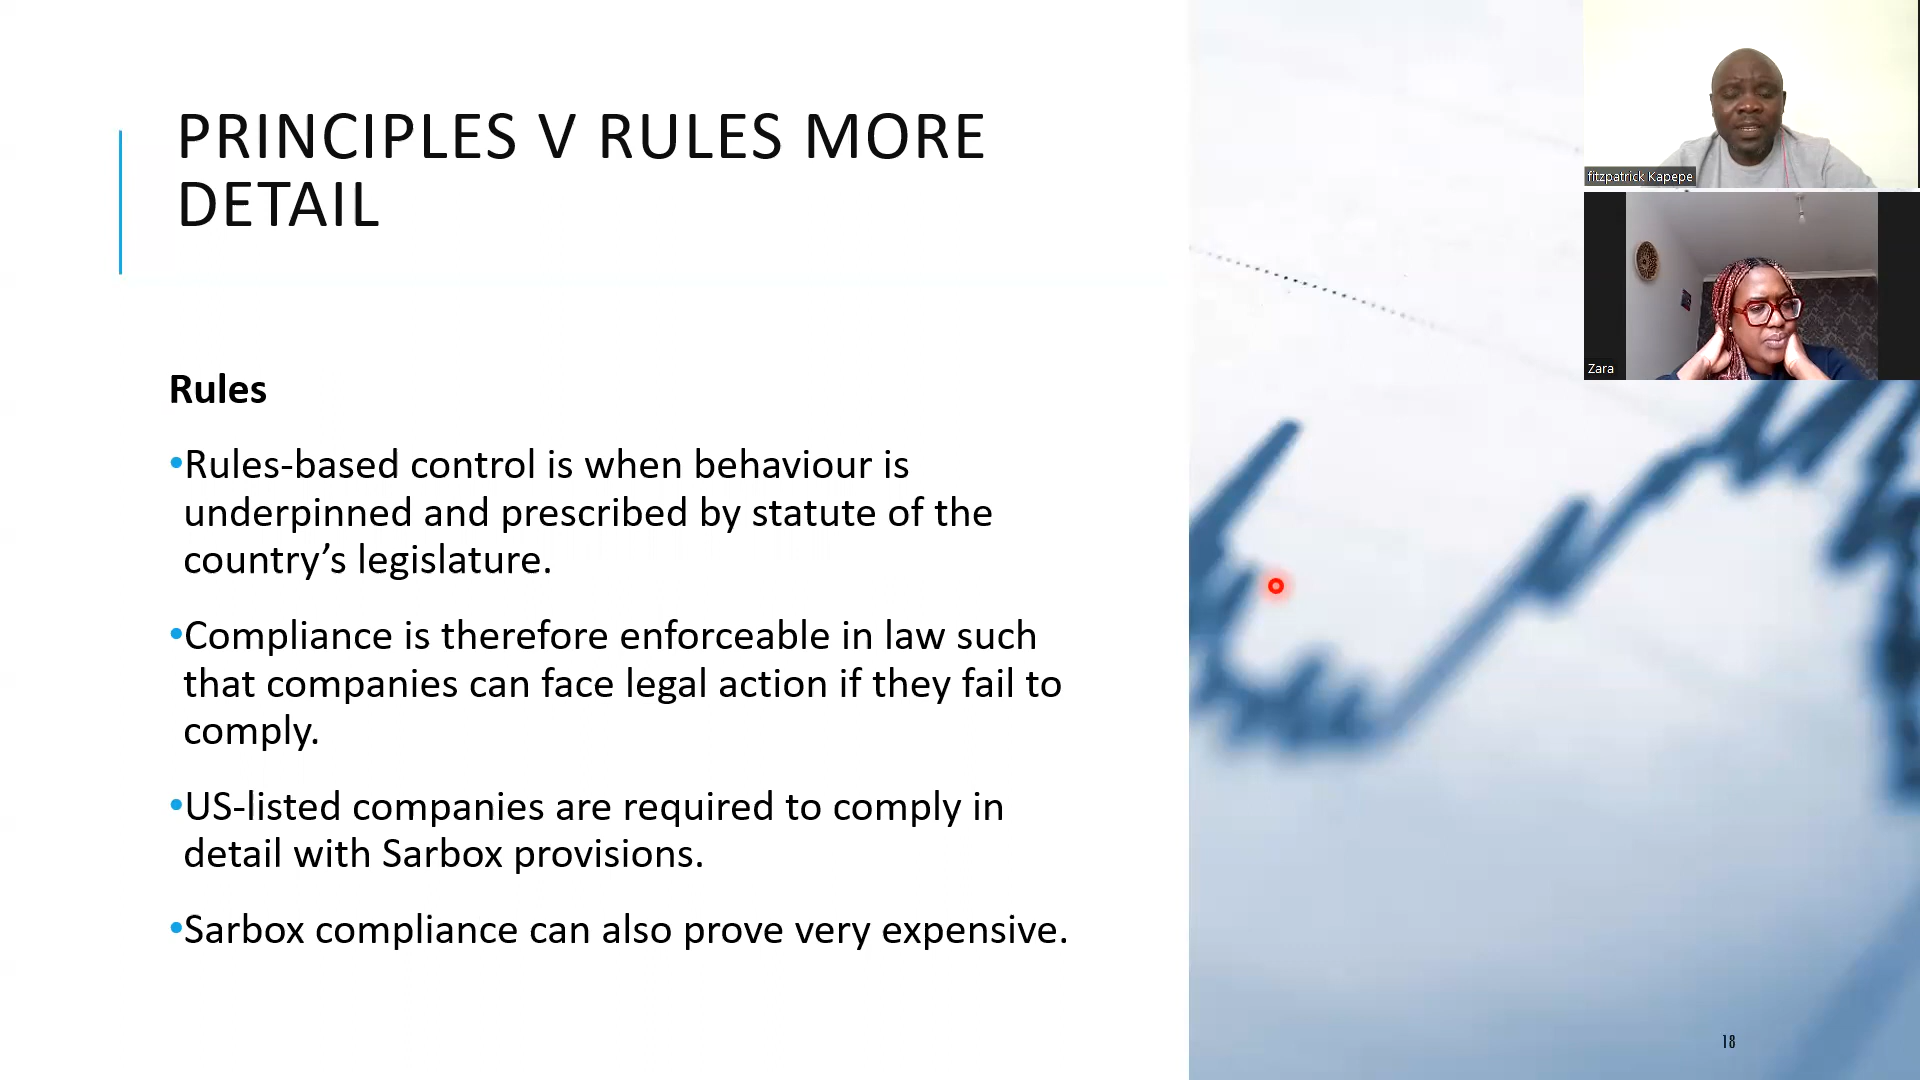 PRINCIPLES V RULES MORE
DETAIL
Rules
•Rules-based control is when behaviour is
underpinned and prescribed by statute of the
country’s legislature.
•Compliance is therefore enforceable in law such
that companies can face legal action if they fail to
comply.
•US-listed companies are required to comply in
detail with Sarbox provisions.
•Sarbox compliance can also prove very expensive.
fitzpatrick Kapepe
Zara
18